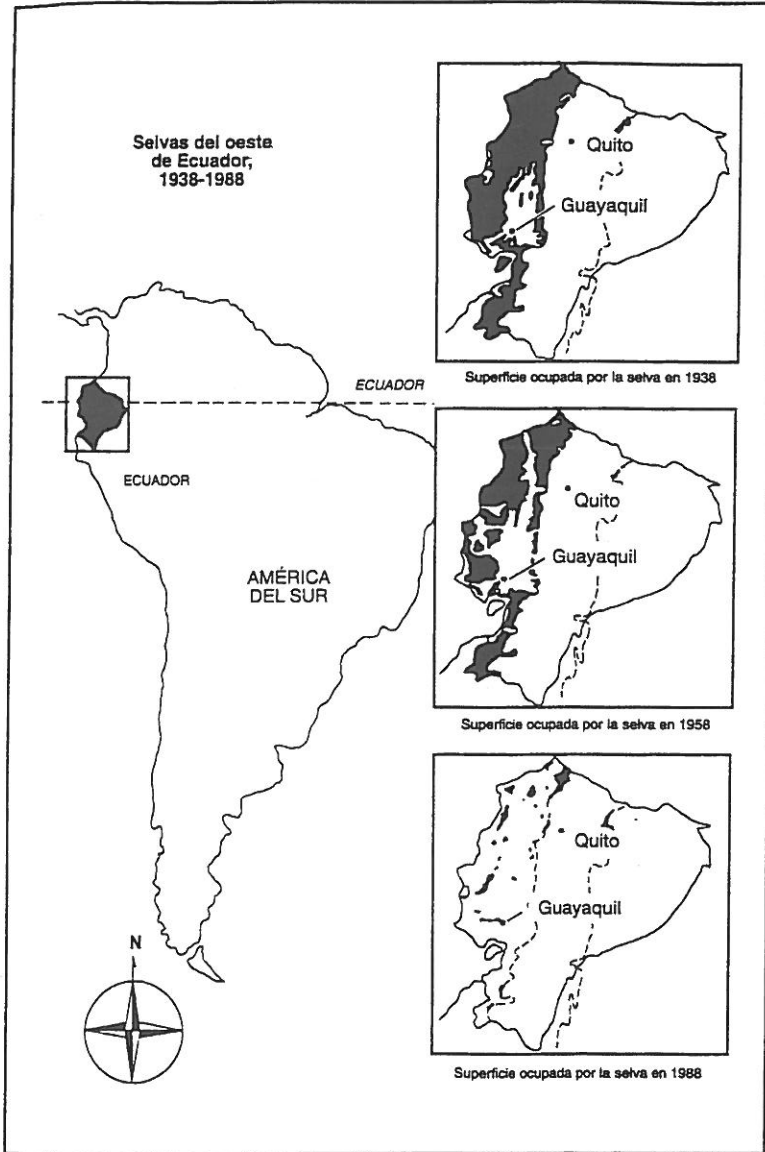 Selvas del oeste
de Ecuador,
1938-1988
Quito
Guayaquil
Superficie ocupada por la selva en 1938
ECUADOR
ECUADOR
AMÉRICA
DEL SUR
Quito
Guayaquil
Superficie ocupada por la selva en 1958
Quito
Guayaquil
Superficie ocupada por la selva en 1988
N